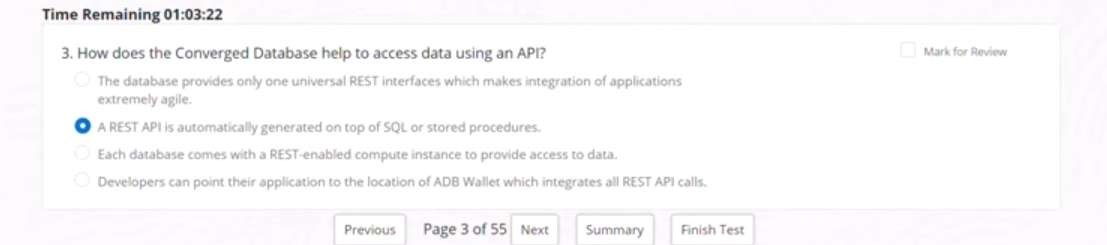 Time Remaining 01:03:22
3. How does the Converged Database help to access data using an API?
Mark for Review
The database provides only one universal REST interfaces which makes integration of applications
extremely agile.
A REST API is automatically generated on top of SQL or stored procedures.
Each database comes with a REST-enabled compute instance to provide access to data.
Developers can point their application to the location of ADB Wallet which integrates all REST API calls.
Previous Page 3 of 55 Next Summary Finish Test